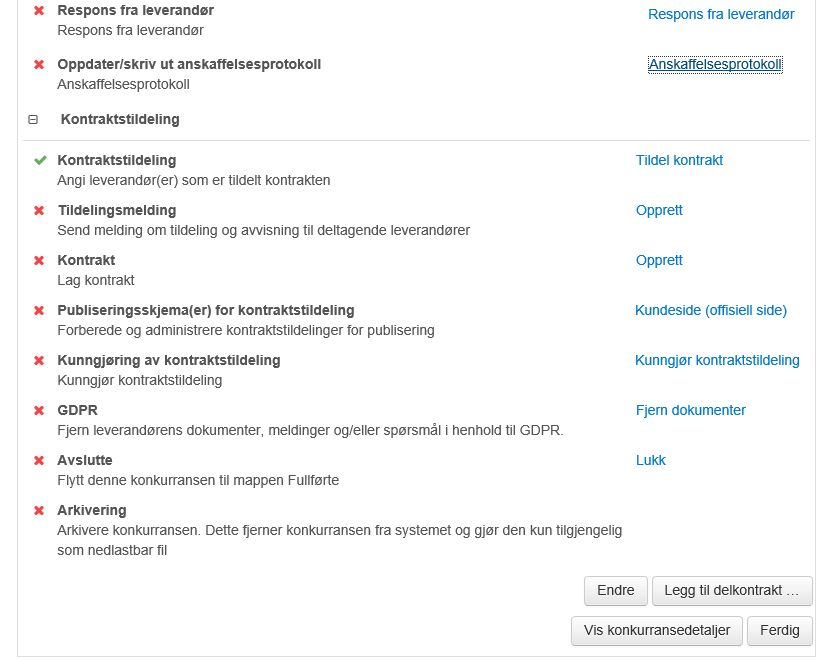 Respons fra leverandør Respons fra leverandør
Respons fra leverandør
Oppdater/skriv ut anskaffelsesprotokoll Anskaffelsesprotokoll
Anskaffelsesprotokoll
Kontraktstildeling
Kontraktstildeling Tildel kontrakt
Angi leverandør(er) som er tildelt kontrakten
Tildelingsmelding Opprett
Send melding om tildeling og avvisning til deltagende leverandører
Kontrakt Opprett
Lag kontrakt
Publiseringsskjema(er) for kontraktstildeling Kundeside (offisiell side)
Forberede og administrere kontraktstildelinger for publisering
Kunngjøring av kontraktstildeling Kunngjør kontraktstildeling
Kunngjør kontraktstildeling
GDPR Fjern dokumenter
Fjern leverandørens dokumenter, meldinger og/eller spørsmål i henhold til GDPR.
Avslutte Lukk
Flytt denne konkurransen til mappen Fullførte
Arkivering
Arkivere konkurransen. Dette fjerner konkurransen fra systemet og gjør den kun tilgjengelig
som nedlastbar fil
Endre Legg til delkontrakt ...
Vis konkurransedetaljer Ferdig